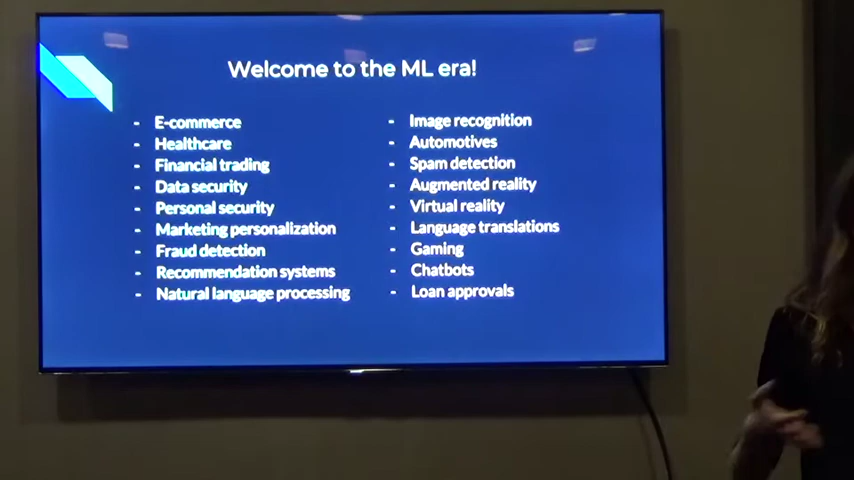 Welcome to the ML era!
- E-commerce
- Healthcare
- Financial trading
- Data security
- Personal security
- Marketing personalization
- Fraud detection
- Recommendation systems
- Natural language processing
- Image recognition
- Automotives
- Spam detection
- Augmented reality
- Virtual reality
- Language translations
- Gaming
- Chatbots
- Loan approvals